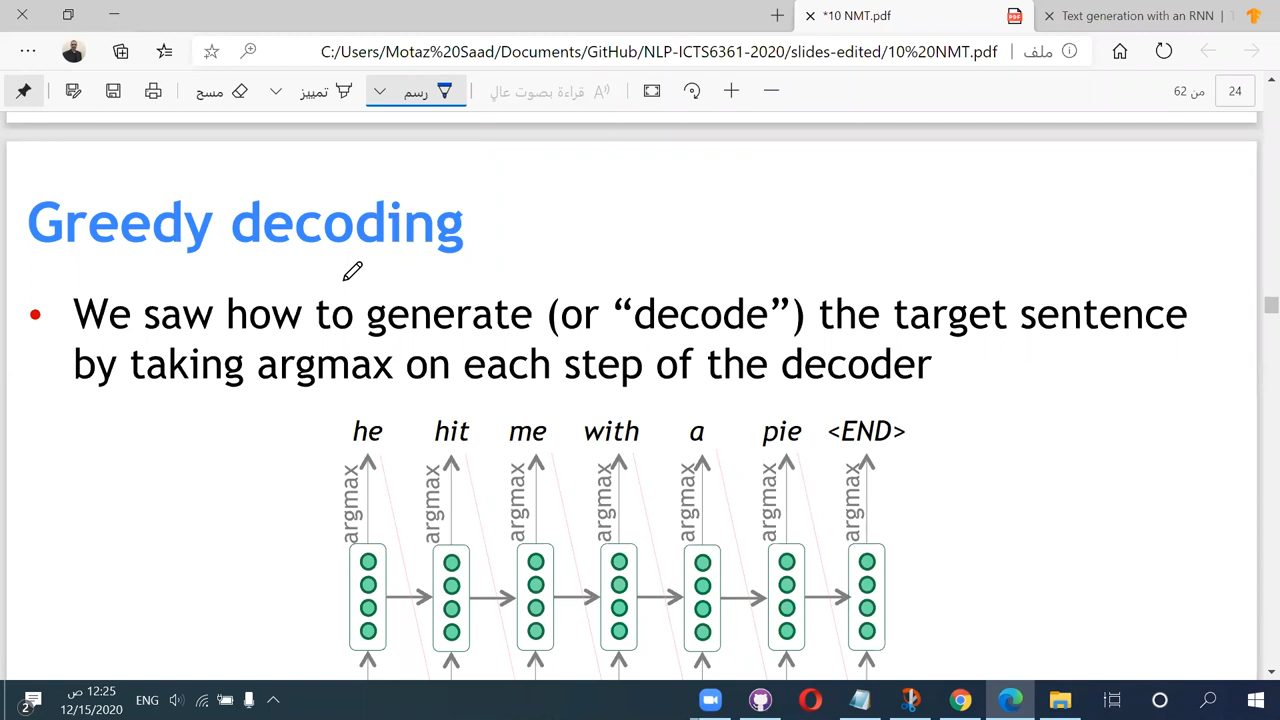 *10 NMT.pdf
Text generation with an RNN
C:/Users/Motaz%20Saad/Documents/GitHub/NLP-ICTS6361-2020/slides-edited/10%20NMT.pdf
ملف
مسح
تمييز
رسم
قراءة بصوت عالٍ
62 من
24
Greedy decoding
• We saw how to generate (or “decode”) the target sentence
by taking argmax on each step of the decoder
he hit me with a pie <END>
argmax argmax argmax argmax argmax argmax argmax
2
12:25 ص
12/15/2020
ENG